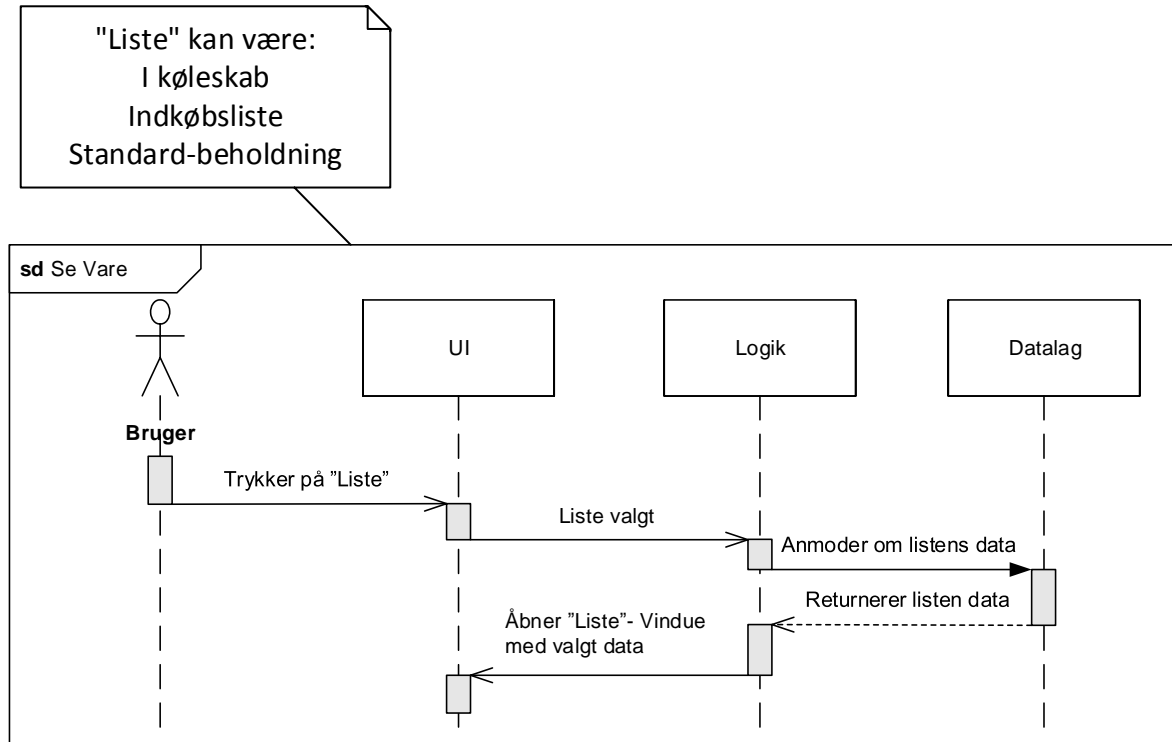 "Liste" kan være:
I køleskab
Indkøbsliste
Standard-beholdning
sd Se Vare
UI
Logik
Datalag
Bruger
Trykker på ”Liste”
Liste valgt
Anmoder om listens data
Returnerer listen data
Åbner ”Liste”- Vindue
med valgt data